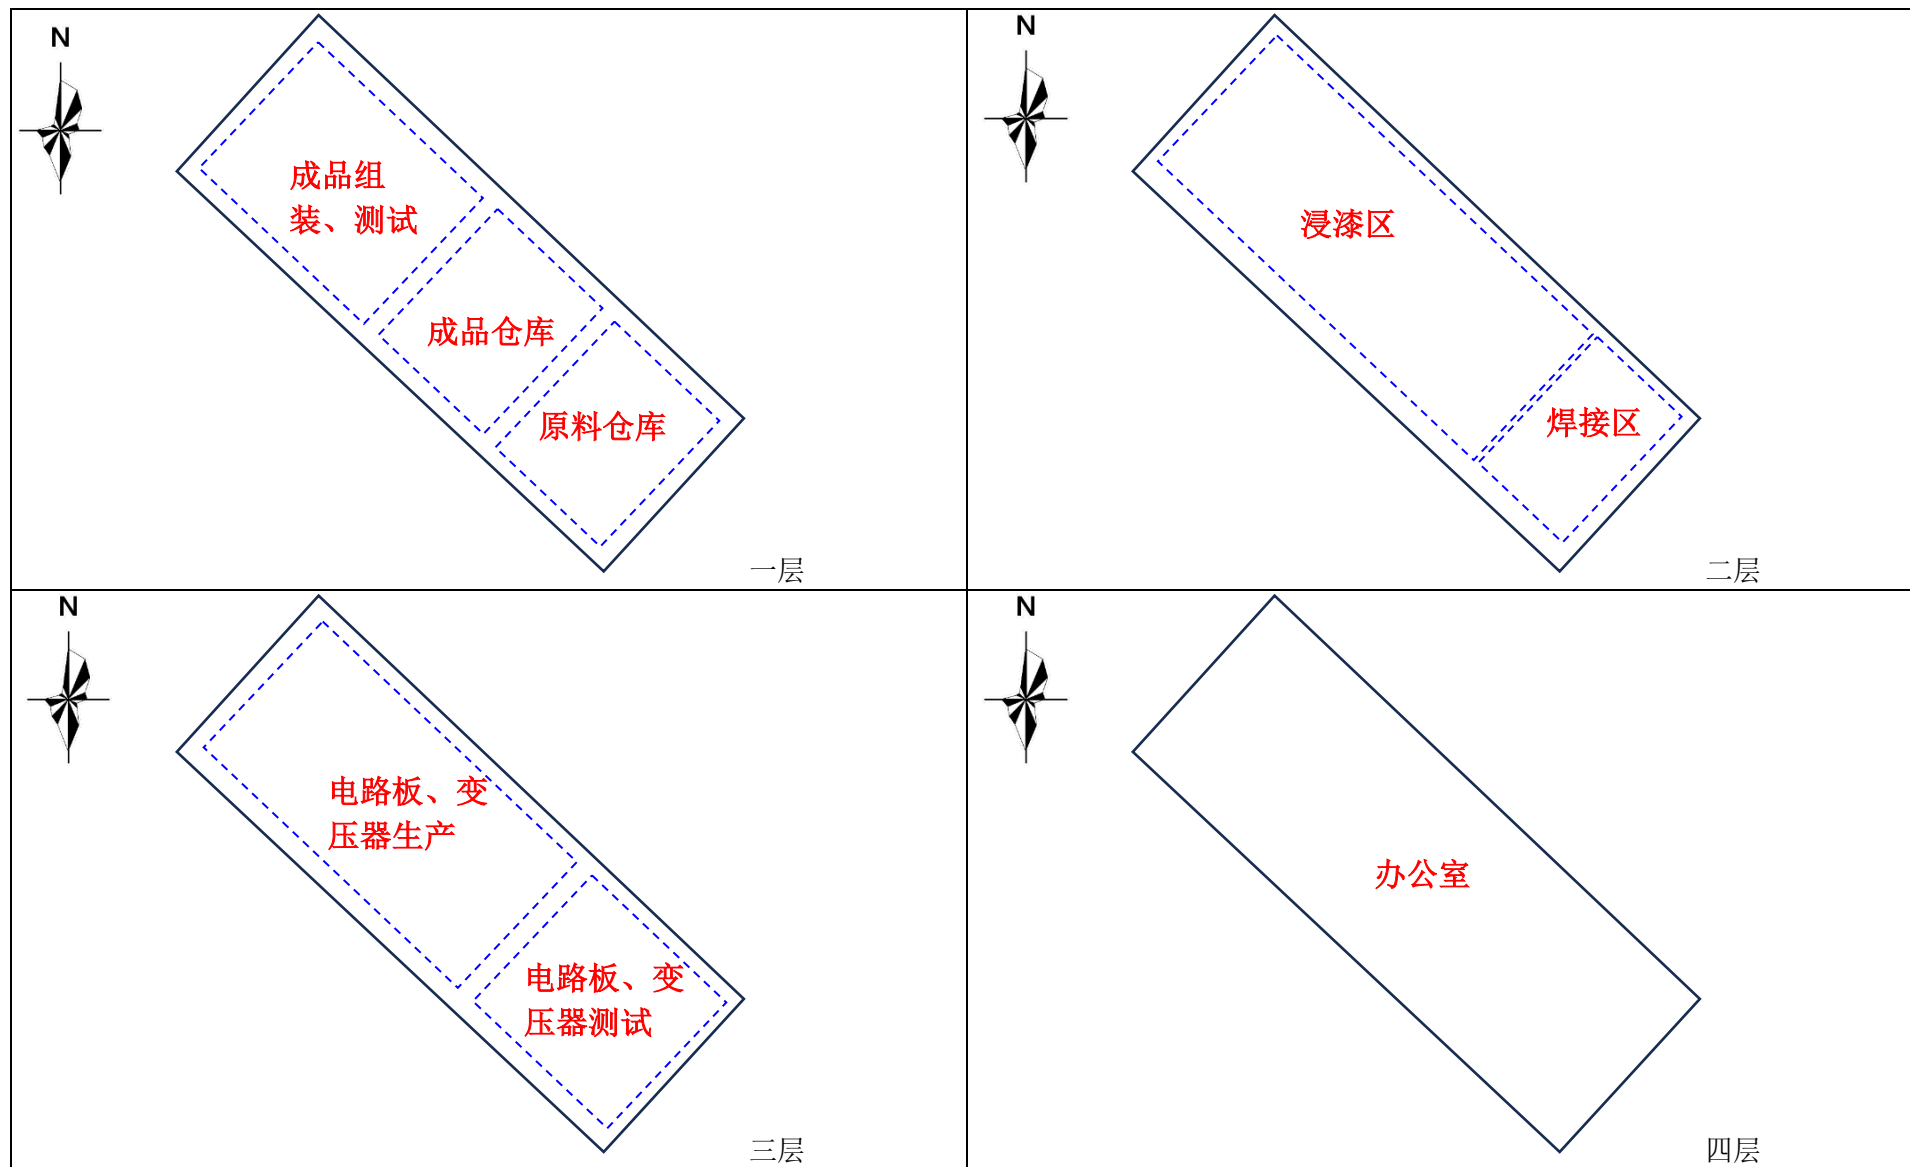 N
成品组
装、测试
成品仓库
原料仓库
一层
N
浸漆区
焊接区
二层
N
电路板、变
压器生产
电路板、变
压器测试
三层
N
办公室
四层